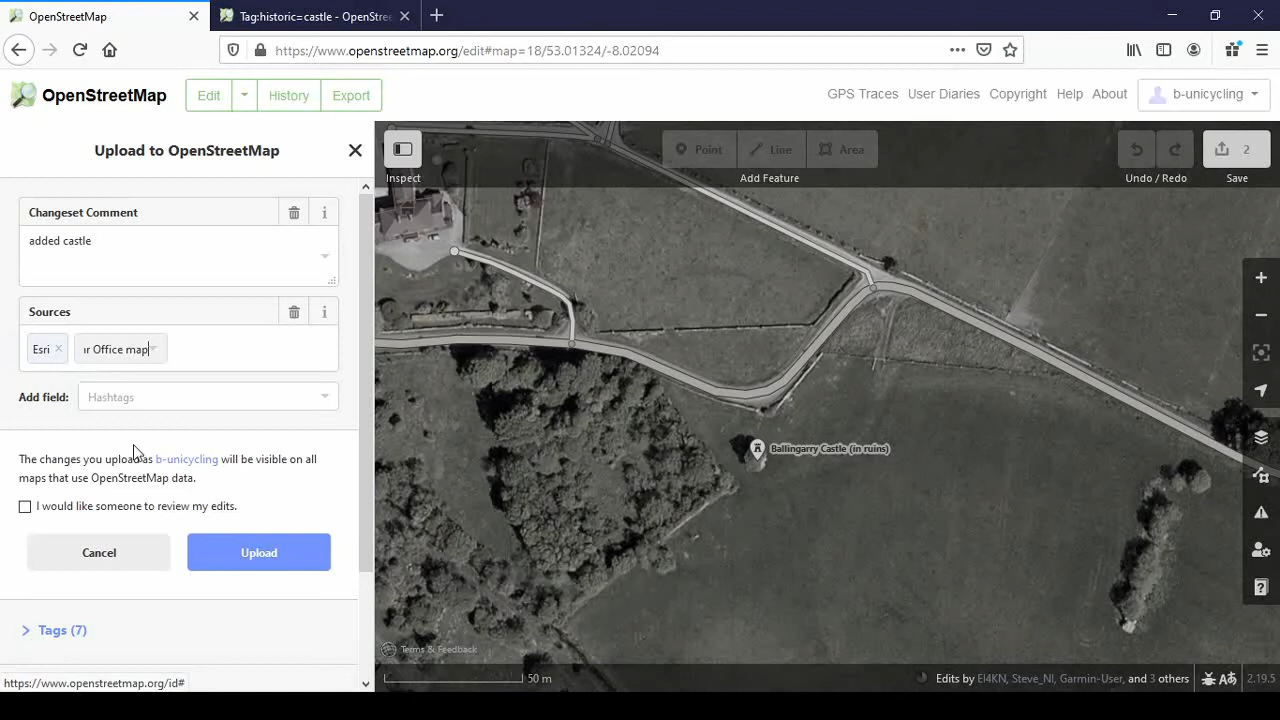 OpenStreetMap
Tag:historic=castle - OpenStre
https://www.openstreetmap.org/edit#map=18/53.01324/-8.02094
OpenStreetMap
Edit
History
Export
GPS Traces
User Diaries
Copyright
Help
About
b-unicycling
Upload to OpenStreetMap
Changeset Comment
added castle
Sources
Esri
r Office map
Add field:
Hashtags
The changes you upload as b-unicycling will be visible on all
maps that use OpenStreetMap data.
I would like someone to review my edits.
Cancel
Upload
Tags (7)
https://www.openstreetmap.org/id#
Inspect
Point
Line
Area
Add Feature
Undo / Redo
2
Save
Ballingarry Castle (in ruins)
Terms & Feedback
50 m
Edits by EI4KN, Steve_NI, Garmin-User, and 3 others
2.19.5